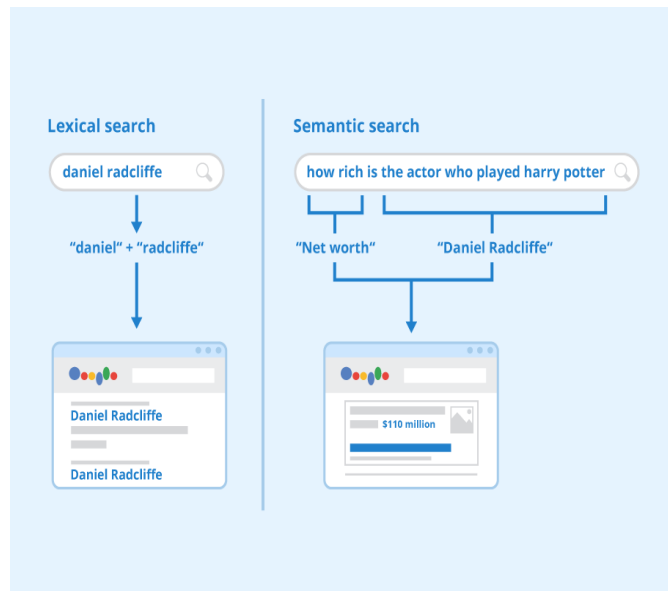 Lexical search
daniel radcliffe
“daniel“ + “radcliffe“
Daniel Radcliffe
Daniel Radcliffe
Semantic search
how rich is the actor who played harry potter
“Net worth“
“Daniel Radcliffe“
$110 million